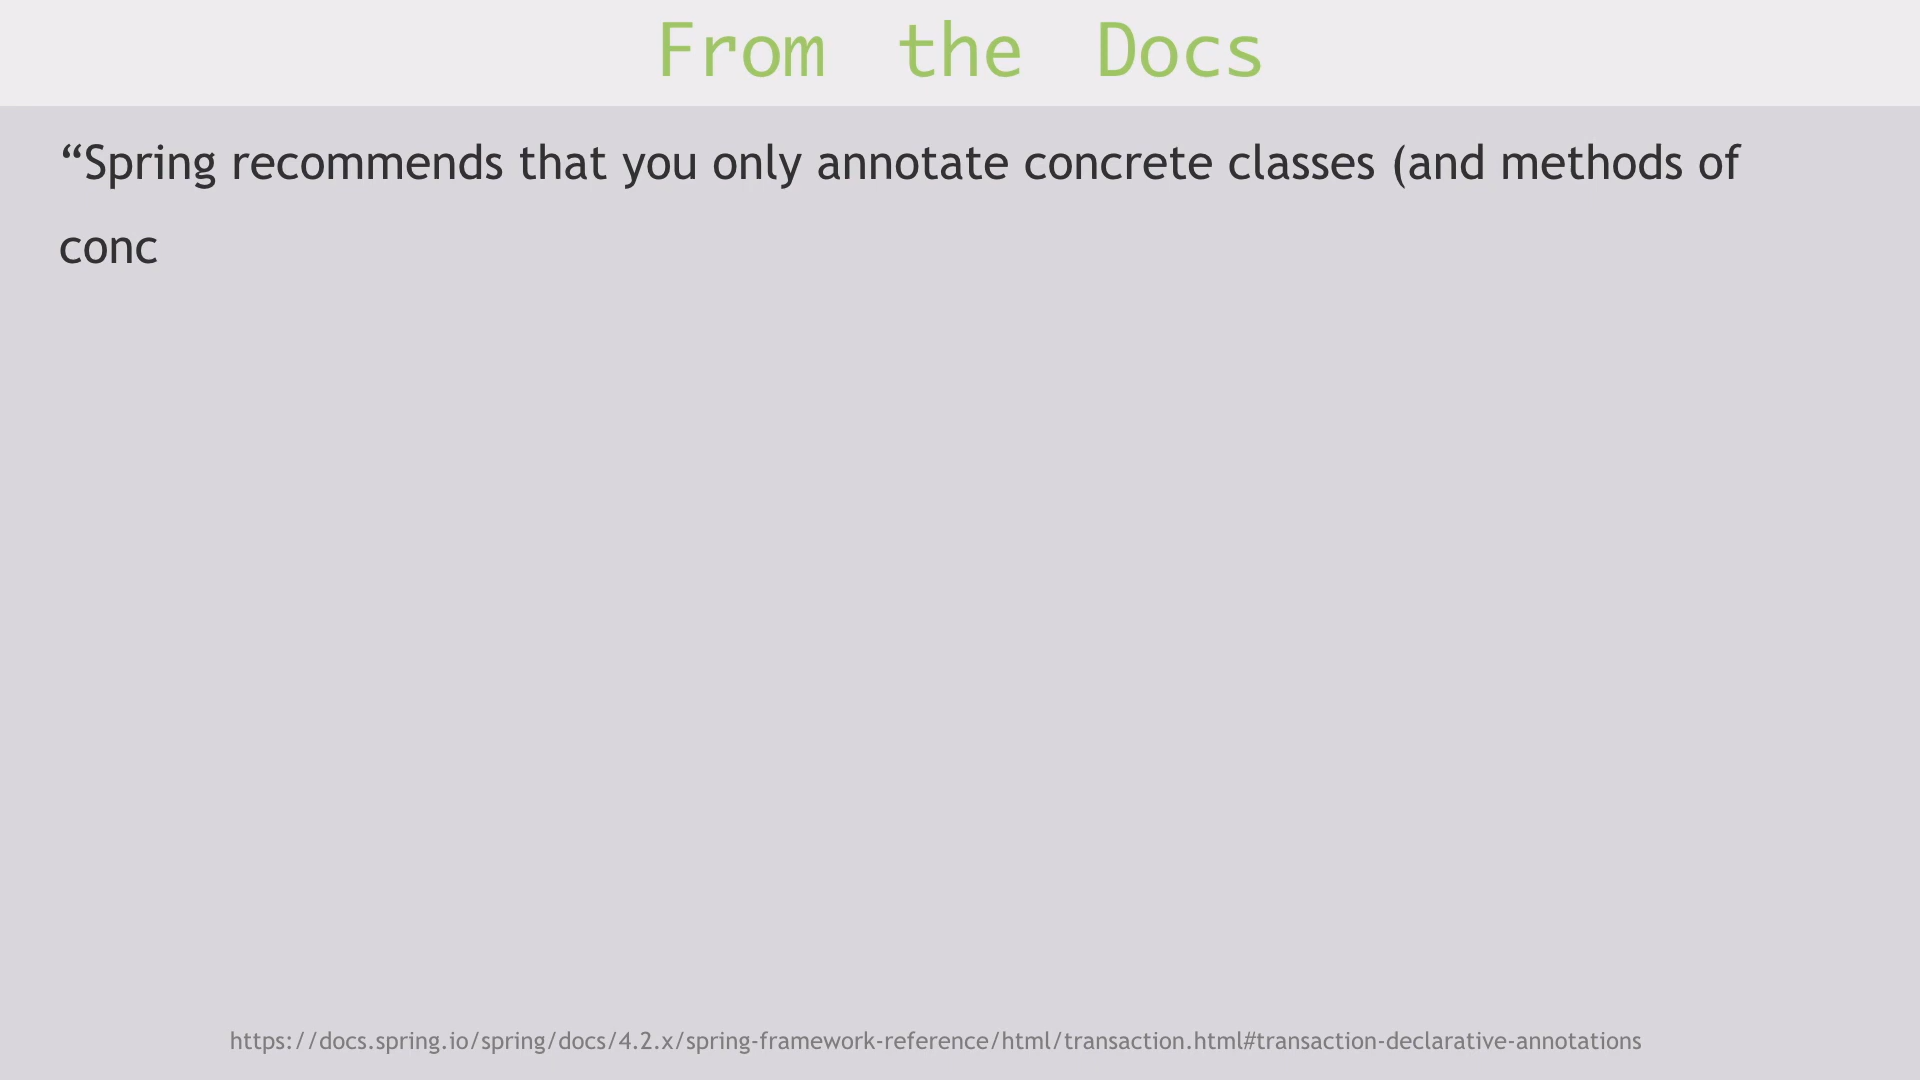 From the Docs
“Spring recommends that you only annotate concrete classes (and methods of
conc
https://docs.spring.io/spring/docs/4.2.x/spring-framework-reference/html/transaction.html#transaction-declarative-annotations